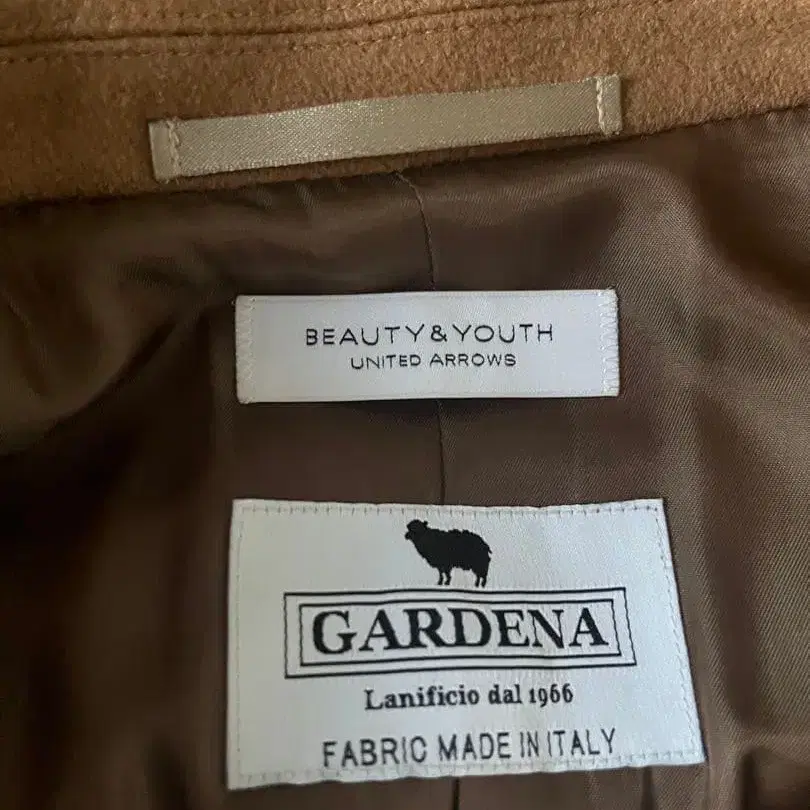 BEAUTY&YOUTH
UNITED ARROWS
GARDENA
Lanificio dal 1966
FABRIC MADE IN ITALY